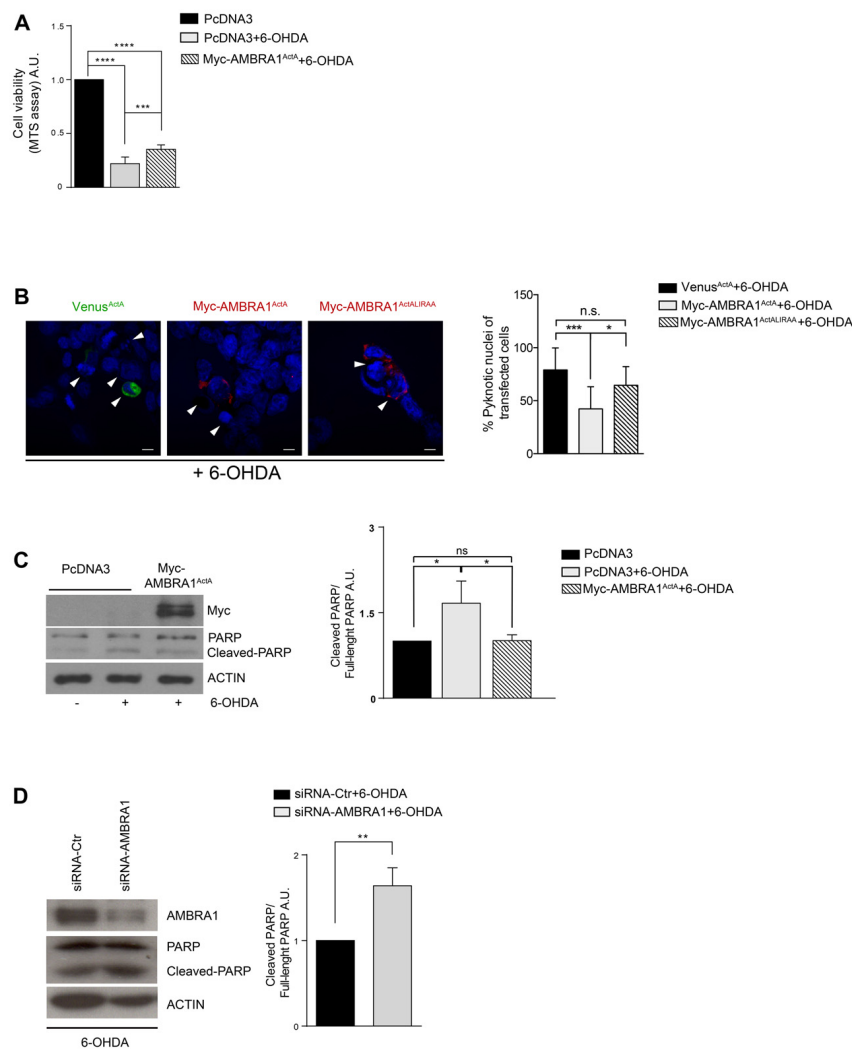 A
PcDNA3
PcDNA3+6-OHDA
Myc-AMBRA1ActA+6-OHDA
Cell viability
(MTS assay) A.U.
1.5
1.0
0.5
0
****
****
***
B
VenusActA
Myc-AMBRA1ActA
Myc-AMBRA1ActALIRAA
+ 6-OHDA
VenusActA+6-OHDA
Myc-AMBRA1ActA+6-OHDA
Myc-AMBRA1ActALIRAA+6-OHDA
% Pyknotic nuclei of
transfected cells
150
100
50
0
n.s.
*** *
C
PcDNA3
Myc-
AMBRA1ActA
Myc
PARP
Cleaved-PARP
ACTIN
- + + 6-OHDA
Cleaved PARP/
Full-lenght PARP A.U.
3
1.5
0
ns
* *
PcDNA3
PcDNA3+6-OHDA
Myc-AMBRA1ActA+6-OHDA
D
siRNA-Ctr
siRNA-AMBRA1
AMBRA1
PARP
Cleaved-PARP
ACTIN
6-OHDA
siRNA-Ctr+6-OHDA
siRNA-AMBRA1+6-OHDA
Cleaved PARP/
Full-lenght PARP A.U.
2
1
0
**